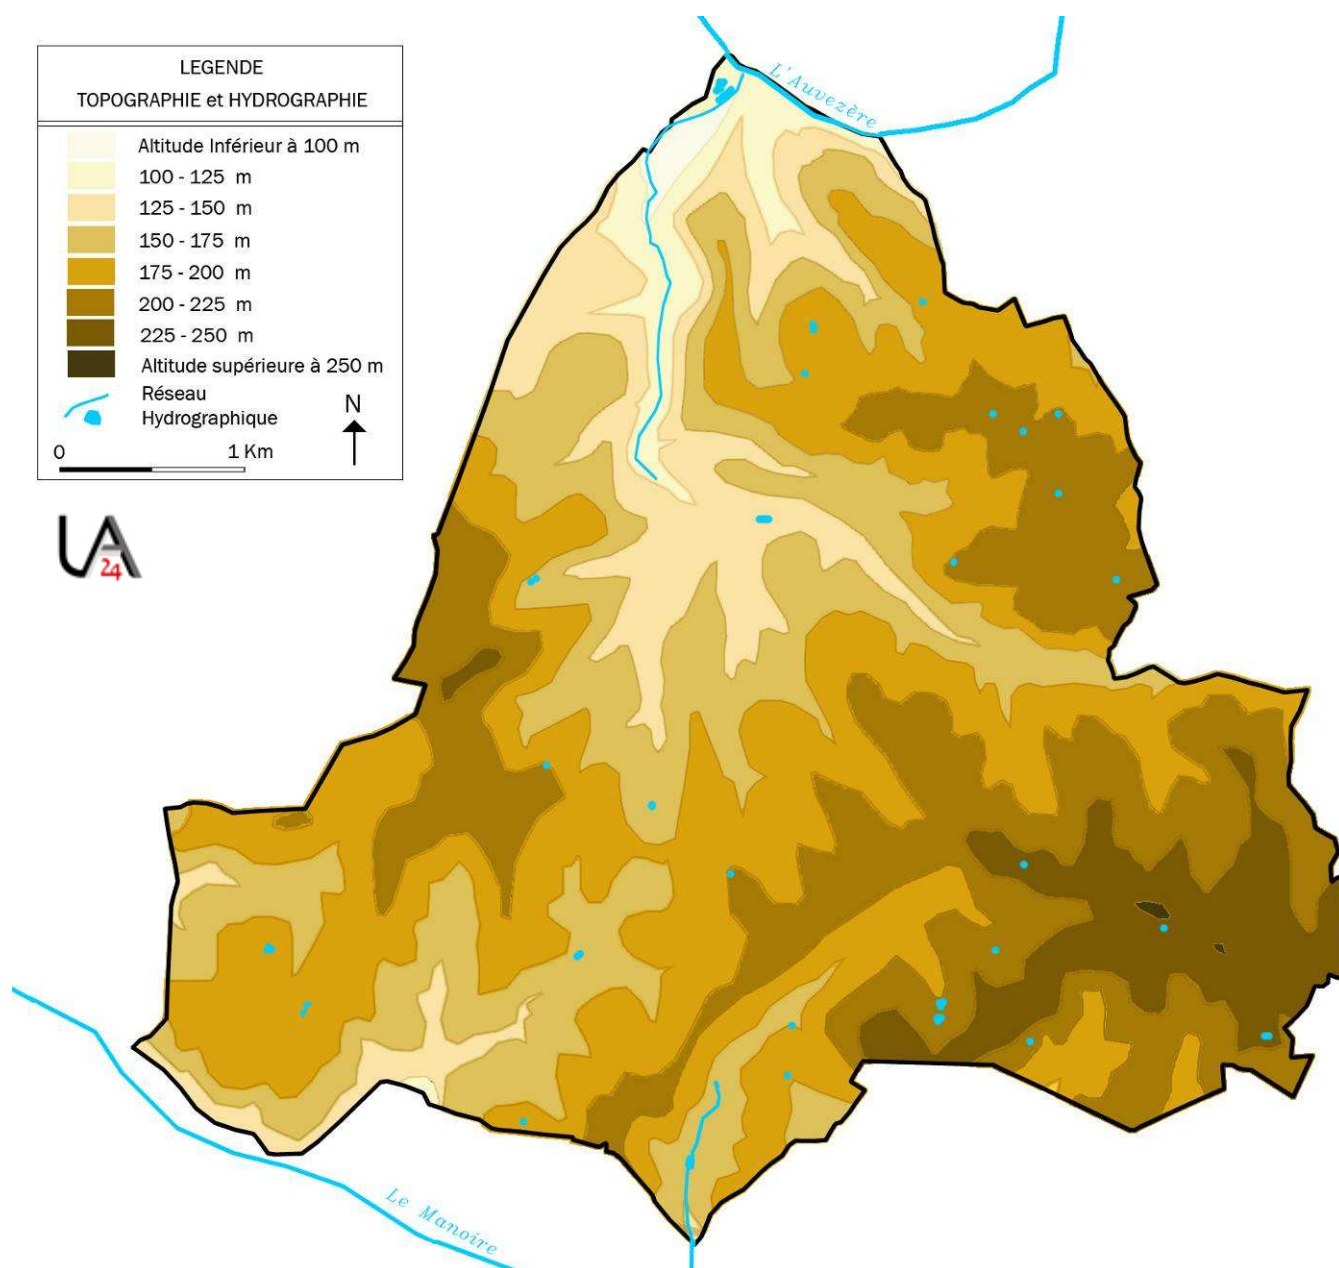 LEGENDE
TOPOGRAPHIE et HYDROGRAPHIE
Altitude Inférieur à 100 m
100 - 125 m
125 - 150 m
150 - 175 m
175 - 200 m
200 - 225 m
225 - 250 m
Altitude supérieure à 250 m
Réseau
Hydrographique
N
0 1 Km
L'Auvezère
UA
24
Le Manoire